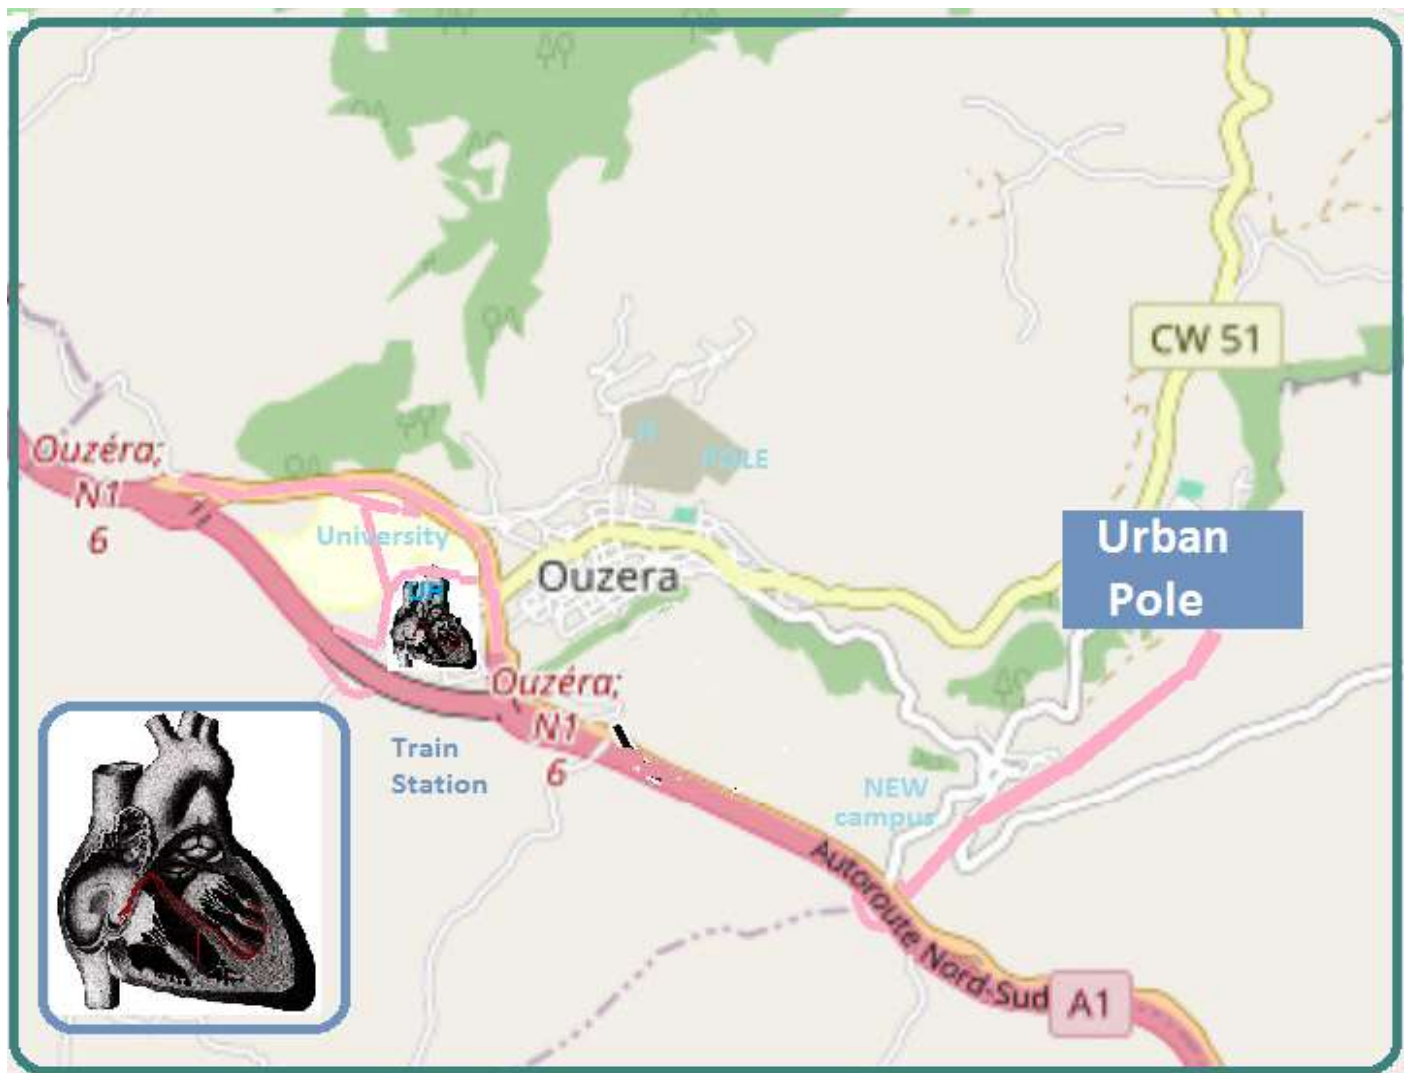 CW 51
Ouzéra;
N1
6
POLE
University
Urban
Pole
Ouzera
UP
Ouzéra;
N1
6
Train
Station
NEW
campus
Autoroute Nord-Sud
A1